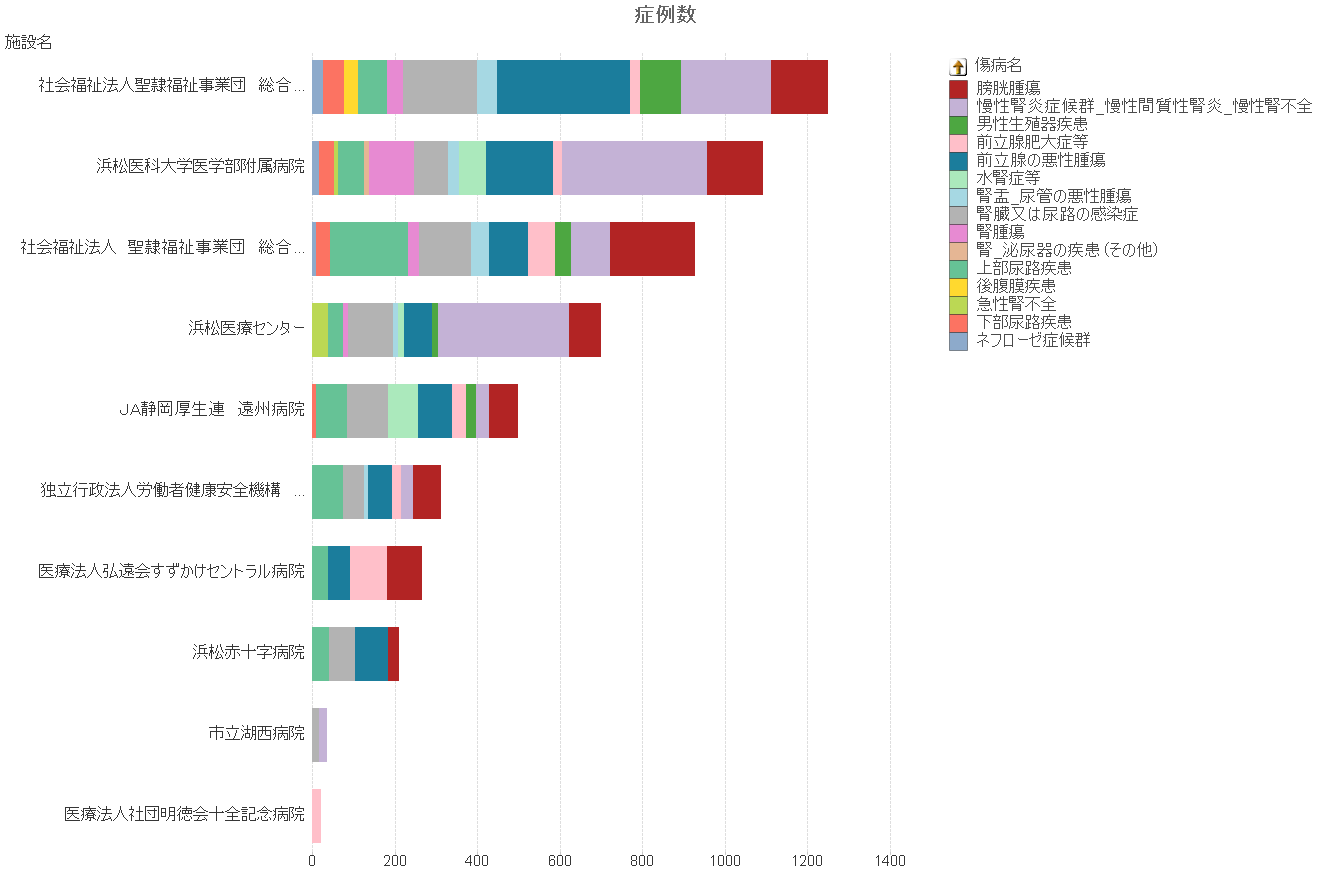 症例数
施設名
社会福祉法人聖隷福祉事業団　総合...
浜松医科大学医学部附属病院
社会福祉法人　聖隷福祉事業団　総合...
浜松医療センター
JA静岡厚生連　遠州病院
独立行政法人労働者健康安全機構　...
医療法人弘遠会すずかけセントラル病院
浜松赤十字病院
市立湖西病院
医療法人社団明徳会十全記念病院
0 200 400 600 800 1000 1200 1400
傷病名
膀胱腫瘍
慢性腎炎症候群_慢性間質性腎炎_慢性腎不全
男性生殖器疾患
前立腺肥大症等
前立腺の悪性腫瘍
水腎症等
腎盂_尿管の悪性腫瘍
腎臓又は尿路の感染症
腎腫瘍
腎_泌尿器の疾患(その他)
上部尿路疾患
後腹膜疾患
急性腎不全
下部尿路疾患
ネフローゼ症候群